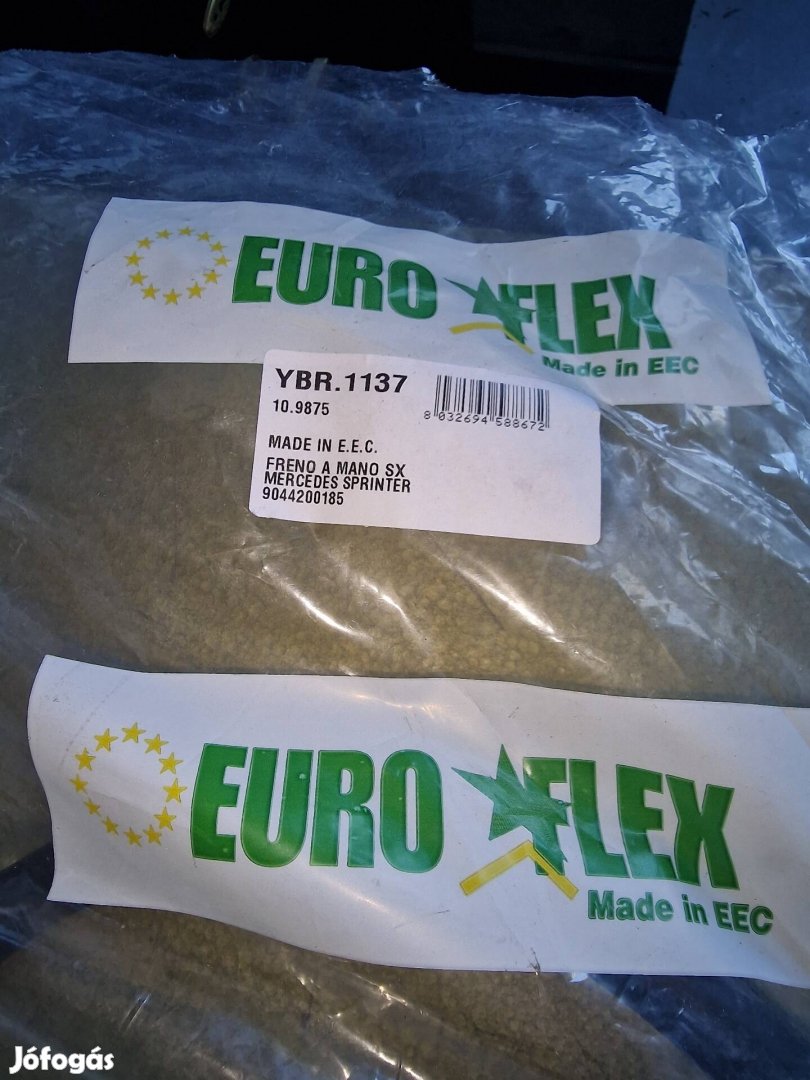 EURO FLEX
Made in EEC
YBR.1137
10.9875
8 032694 588672
MADE IN E.E.C.
FRENO A MANO SX
MERCEDES SPRINTER
9044200185
EURO FLEX
Made in EEC
Jófogás